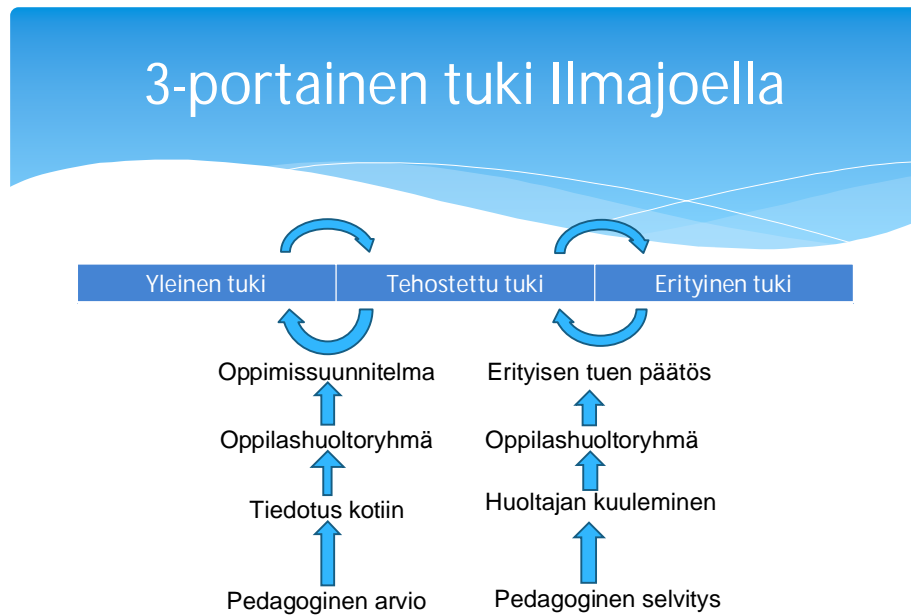 3-portainen tuki Ilmajoella
Yleinen tuki Tehostettu tuki Erityinen tuki
Oppimissuunnitelma Erityisen tuen päätös
Oppilashuoltoryhmä Oppilashuoltoryhmä
Tiedotus kotiin Huoltajan kuuleminen
Pedagoginen arvio Pedagoginen selvitys